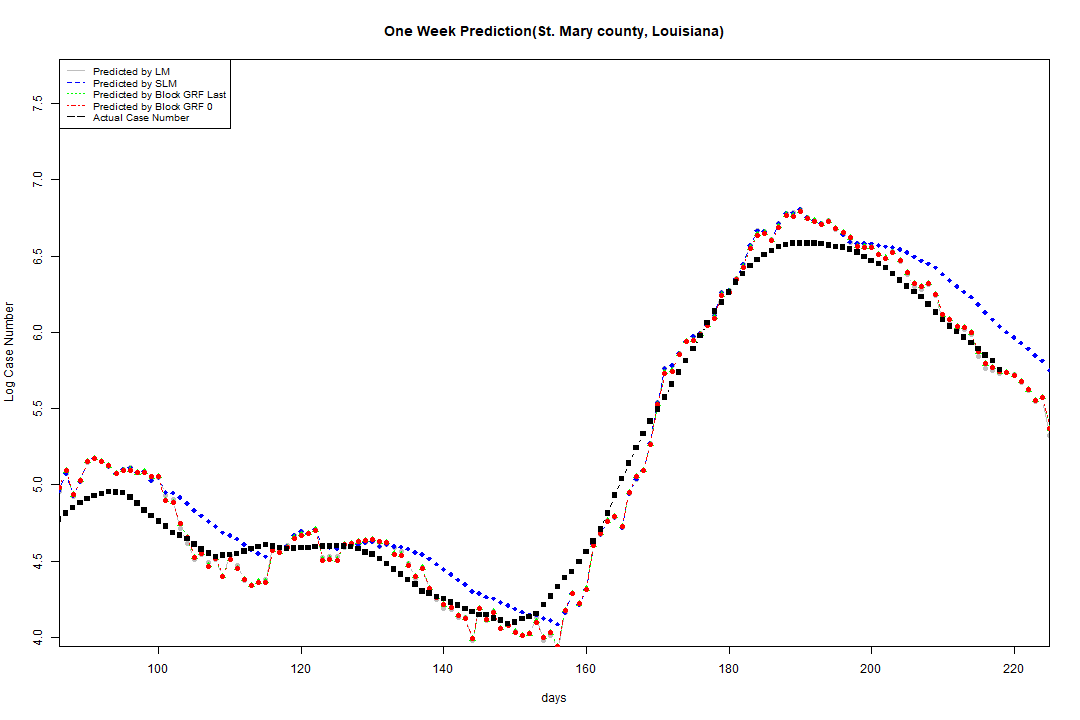 One Week Prediction(St. Mary county, Louisiana)
Predicted by LM
Predicted by SLM
Predicted by Block GRF Last
Predicted by Block GRF 0
Actual Case Number
Log Case Number
7.5
7.0
6.5
6.0
5.5
5.0
4.5
4.0
100 120 140 160 180 200 220
days